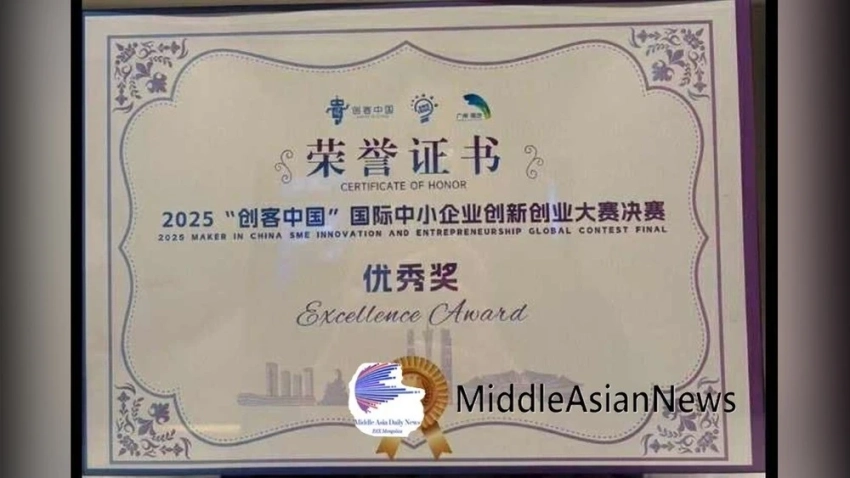 创客中国
荣誉证书
CERTIFICATE OF HONOR
2025 “创客中国” 国际中小企业创新创业大赛决赛
2025 MAKER IN CHINA SME INNOVATION AND ENTREPRENEURSHIP GLOBAL CONTEST FINAL
优秀奖
Excellence Award
MiddleAsianNews
Middle Asia Daily News